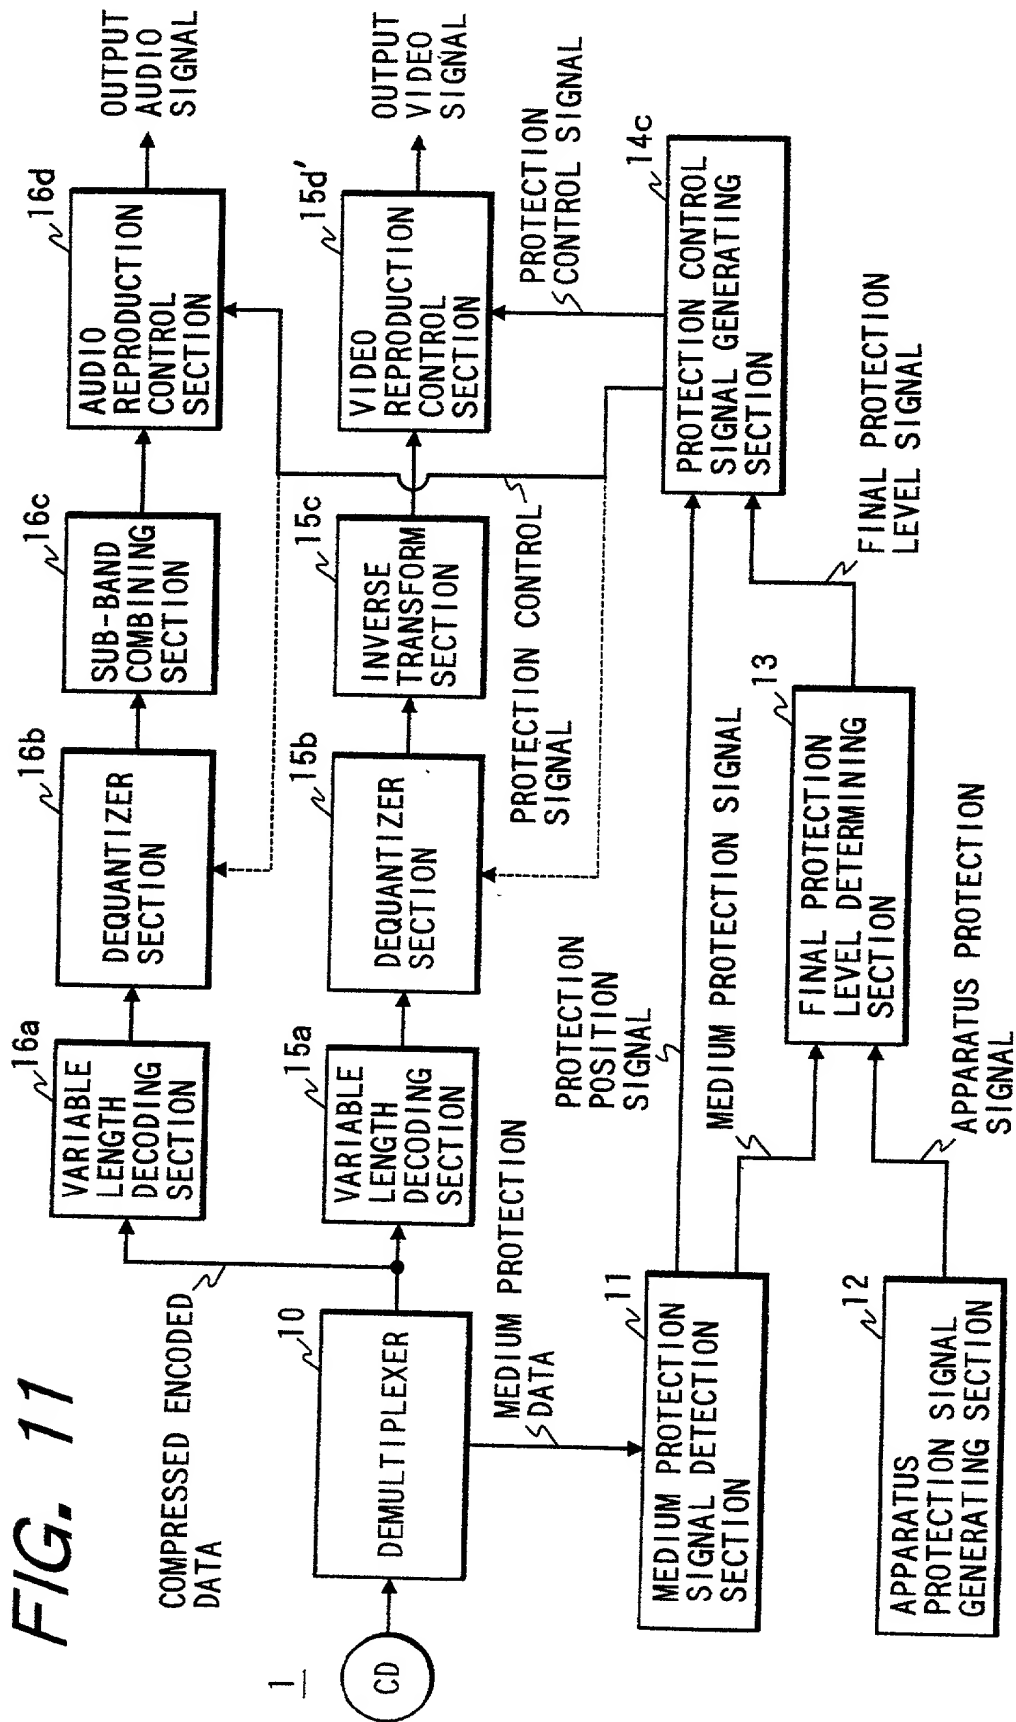 FIG. 11
1
CD
COMPRESSED ENCODED
DATA
10
DEMULTIPLEXER
MEDIUM PROTECTION
DATA
16a
VARIABLE
LENGTH
DECODING
SECTION
16b
DEQUANTIZER
SECTION
16c
SUB-BAND
COMBINING
SECTION
16d
AUDIO
REPRODUCTION
CONTROL
SECTION
OUTPUT
AUDIO
SIGNAL
15a
VARIABLE
LENGTH
DECODING
SECTION
15b
DEQUANTIZER
SECTION
15c
INVERSE
TRANSFORM
SECTION
15d'
VIDEO
REPRODUCTION
CONTROL
SECTION
OUTPUT
VIDEO
SIGNAL
PROTECTION CONTROL
SIGNAL
PROTECTION
CONTROL SIGNAL
11
MEDIUM PROTECTION
SIGNAL DETECTION
SECTION
PROTECTION
POSITION
SIGNAL
14c
PROTECTION CONTROL
SIGNAL GENERATING
SECTION
MEDIUM PROTECTION SIGNAL
13
FINAL PROTECTION
LEVEL DETERMINING
SECTION
FINAL PROTECTION
LEVEL SIGNAL
12
APPARATUS
PROTECTION SIGNAL
GENERATING SECTION
APPARATUS PROTECTION
SIGNAL